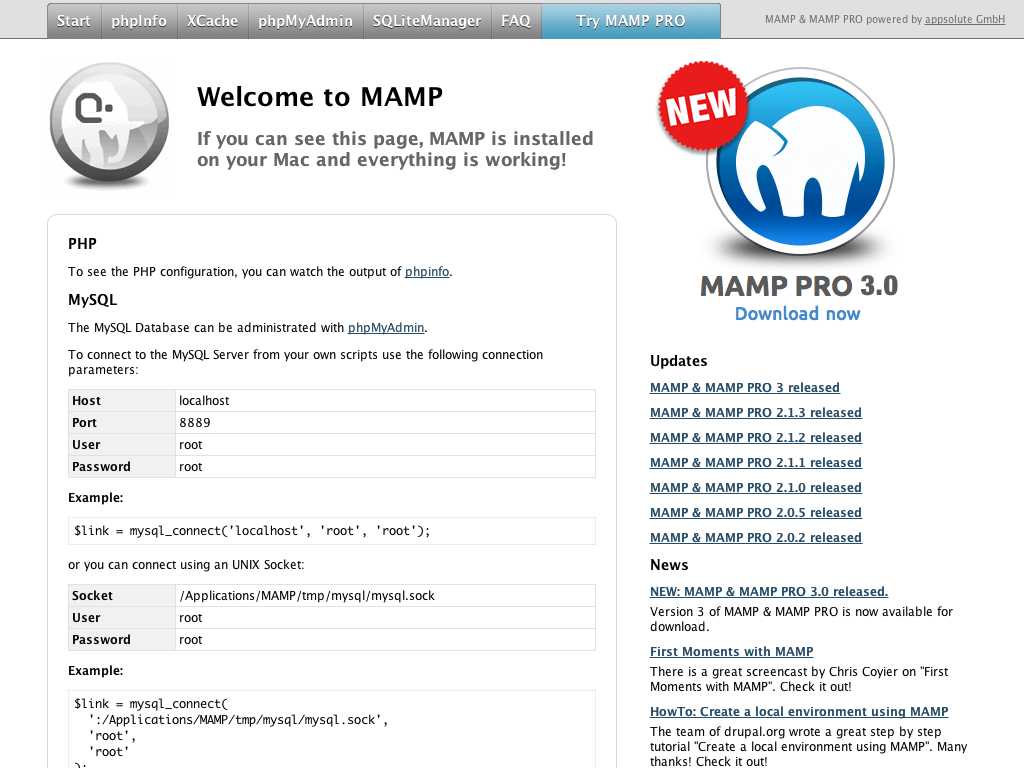 Start phpInfo XCache phpMyAdmin SQLiteManager FAQ Try MAMP PRO MAMP & MAMP PRO powered by appsolute GmbH
Welcome to MAMP
If you can see this page, MAMP is installed
on your Mac and everything is working!
PHP
To see the PHP configuration, you can watch the output of phpinfo.
MySQL
The MySQL Database can be administrated with phpMyAdmin.
To connect to the MySQL Server from your own scripts use the following connection
parameters:
Host localhost
Port 8889
User root
Password root
Example:
$link = mysql_connect('localhost', 'root', 'root');
or you can connect using an UNIX Socket:
Socket /Applications/MAMP/tmp/mysql/mysql.sock
User root
Password root
Example:
$link = mysql_connect(
':/Applications/MAMP/tmp/mysql/mysql.sock',
'root',
'root'
);
NEW
MAMP PRO 3.0
Download now
Updates
MAMP & MAMP PRO 3 released
MAMP & MAMP PRO 2.1.3 released
MAMP & MAMP PRO 2.1.2 released
MAMP & MAMP PRO 2.1.1 released
MAMP & MAMP PRO 2.1.0 released
MAMP & MAMP PRO 2.0.5 released
MAMP & MAMP PRO 2.0.2 released
News
NEW: MAMP & MAMP PRO 3.0 released.
Version 3 of MAMP & MAMP PRO is now available for
download.
First Moments with MAMP
There is a great screencast by Chris Coyier on "First
Moments with MAMP". Check it out!
HowTo: Create a local environment using MAMP
The team of drupal.org wrote a great step by step
tutorial "Create a local environment using MAMP". Many
thanks! Check it out!